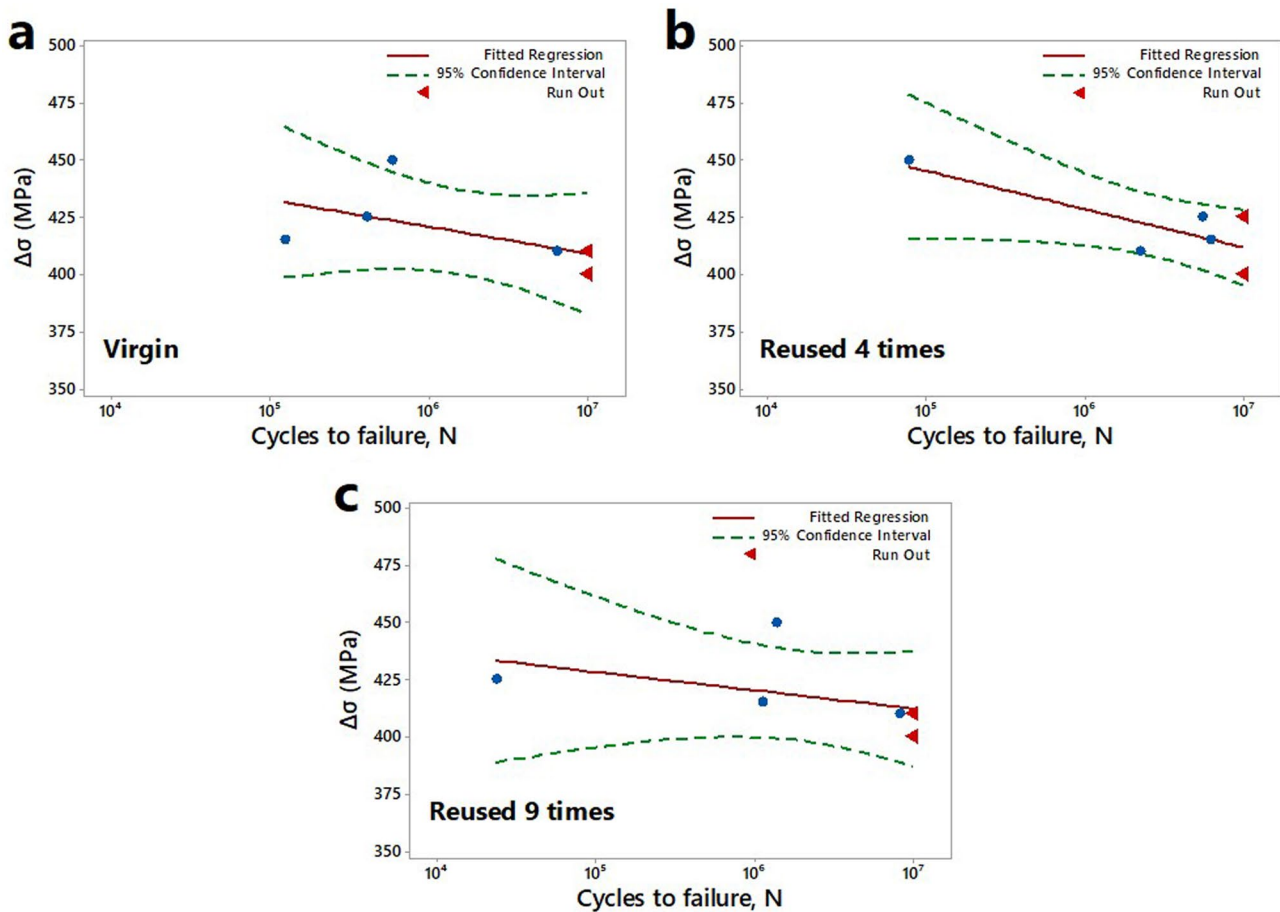 a
500
475
450
425
400
375
350
Δσ (MPa)
Fitted Regression
95% Confidence Interval
Run Out
Virgin
10⁴
10⁵
10⁶
10⁷
Cycles to failure, N
b
500
475
450
425
400
375
350
Δσ (MPa)
Fitted Regression
95% Confidence Interval
Run Out
Reused 4 times
10⁴
10⁵
10⁶
10⁷
Cycles to failure, N
c
500
475
450
425
400
375
350
Δσ (MPa)
Fitted Regression
95% Confidence Interval
Run Out
Reused 9 times
10⁴
10⁵
10⁶
10⁷
Cycles to failure, N